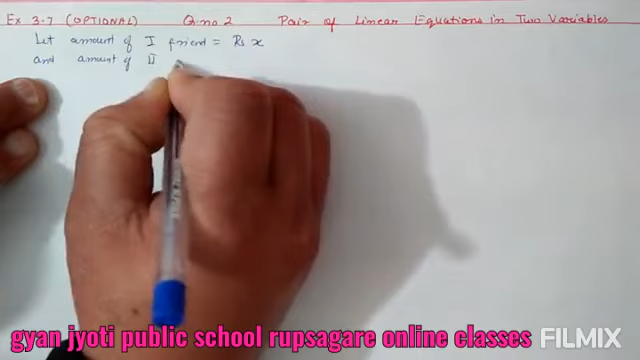 Ex 3.7 (OPTIONAL) Q.no 2 Pair of Linear Equations in Two Variables
Let amount of I friend = Rs x
and amount of II
gyan jyoti public school rupsagare online classes FILMIX